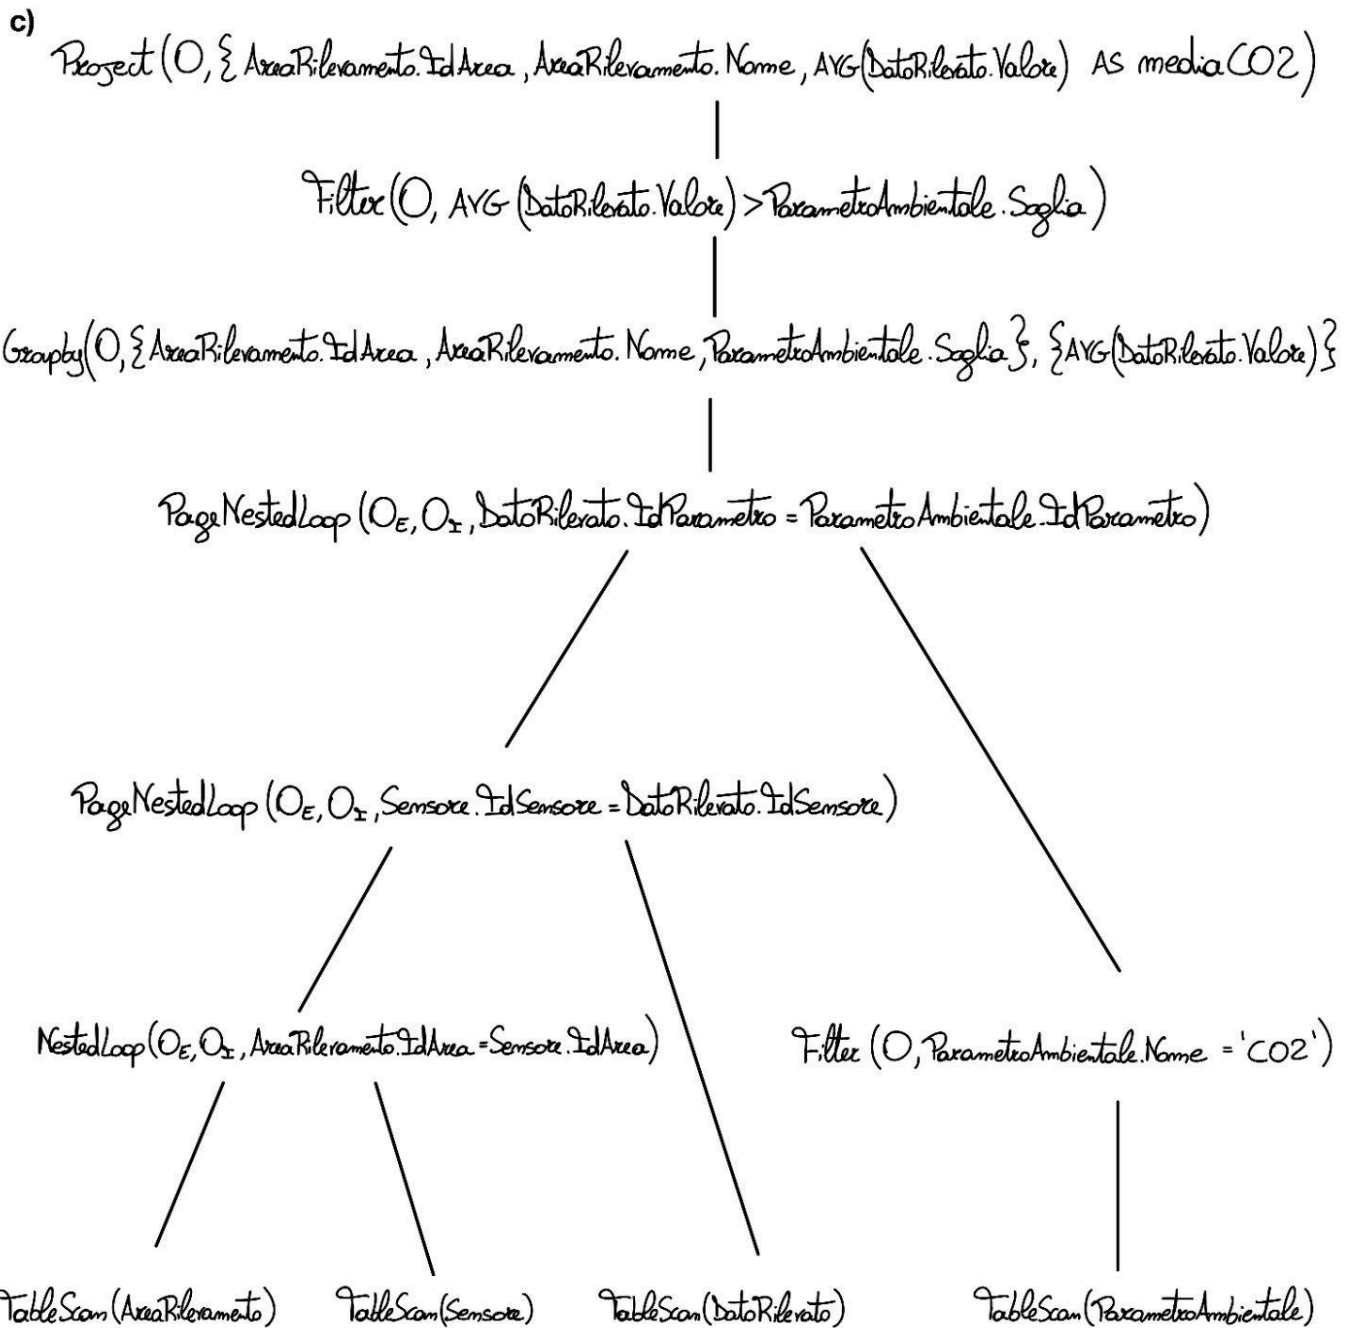 c)
Project(O,{AreaRilevamento.IdArea,AreaRilevamento.Nome,AVG(DatoRilevato.Valore) AS mediaCO2)
Filter(O, AVG(DatoRilevato.Valore)>ParametroAmbientale.Soglia)
Groupby(O,{AreaRilevamento.IdArea,AreaRilevamento.Nome,ParametroAmbientale.Soglia},{AVG(DatoRilevato.Valore)}
PageNestedLoop(OE,OI,DatoRilevato.IdParametro=ParametroAmbientale.IdParametro)
PageNestedLoop(OE,OI,Sensore.IdSensore=DatoRilevato.IdSensore)
NestedLoop(OE,OI,AreaRilevamento.IdArea=Sensore.IdArea)
Filter(O,ParametroAmbientale.Nome='CO2')
TableScan(AreaRilevamento)
TableScan(Sensore)
TableScan(DatoRilevato)
TableScan(ParametroAmbientale)